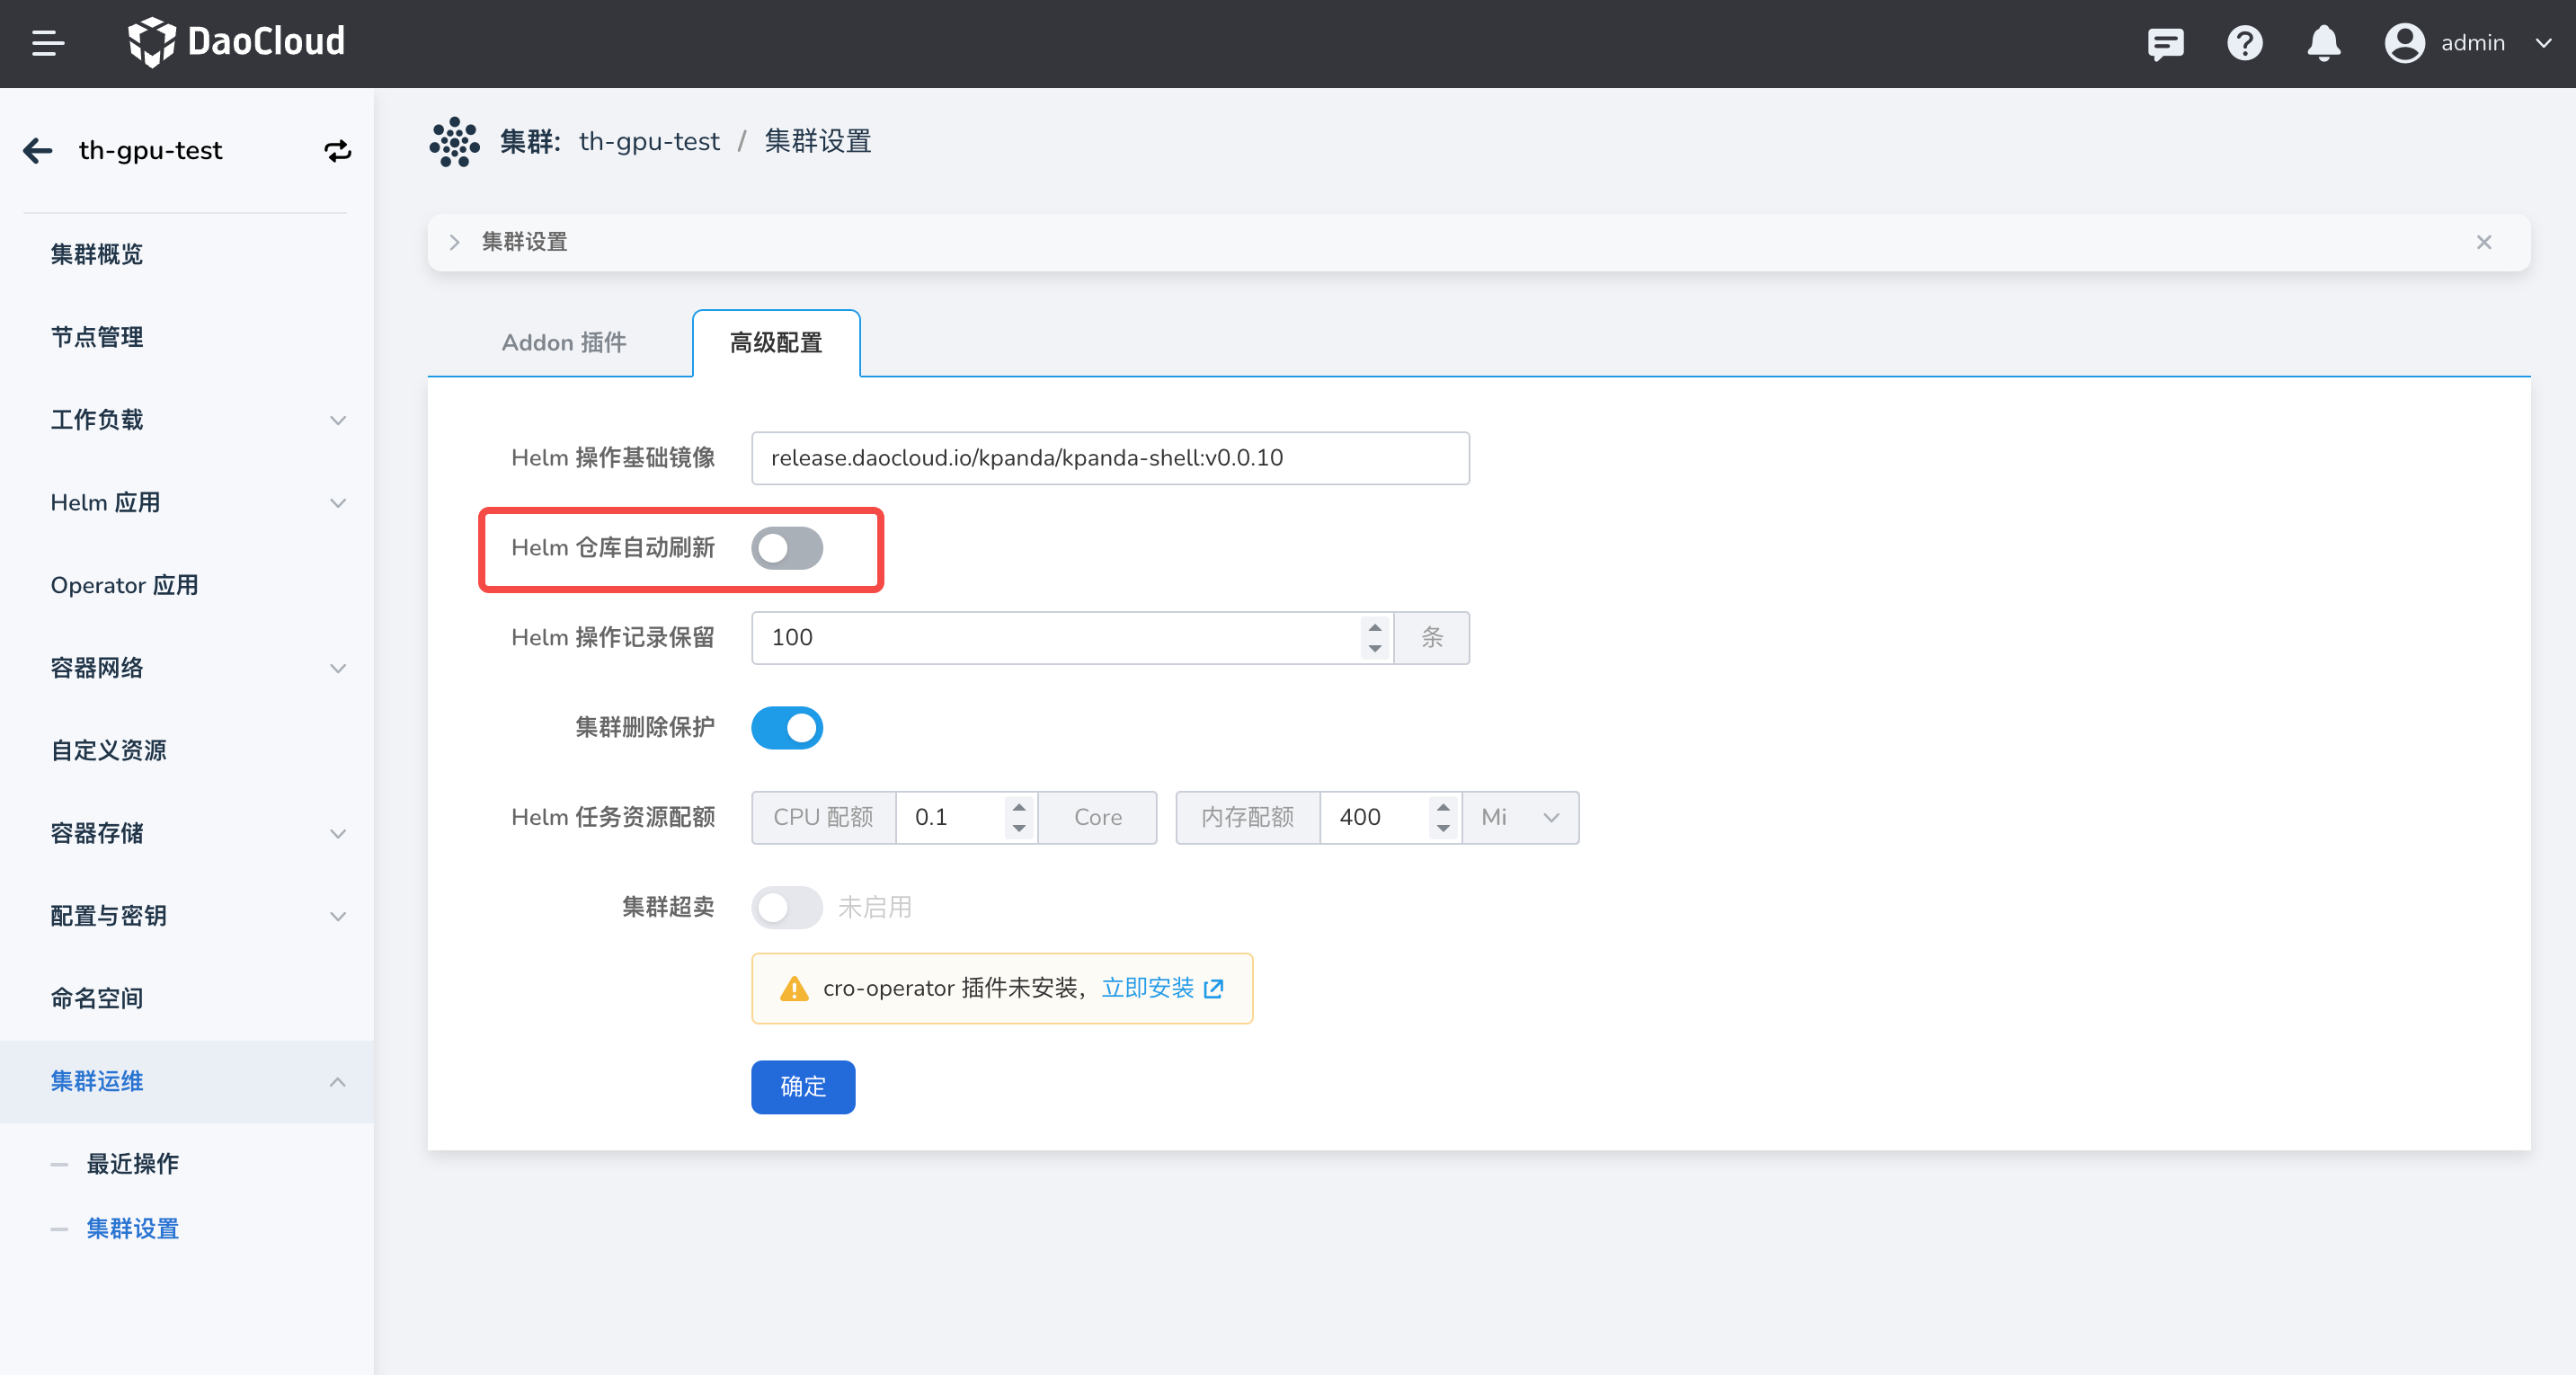 DaoCloud
admin
th-gpu-test
集群概览
节点管理
工作负载
Helm 应用
Operator 应用
容器网络
自定义资源
容器存储
配置与密钥
命名空间
集群运维
最近操作
集群设置
集群: th-gpu-test / 集群设置
集群设置
Addon 插件 高级配置
Helm 操作基础镜像 release.daocloud.io/kpanda/kpanda-shell:v0.0.10
Helm 仓库自动刷新
Helm 操作记录保留 100 条
集群删除保护
Helm 任务资源配额 CPU 配额 0.1 Core 内存配额 400 Mi
集群超卖 未启用
cro-operator 插件未安装，立即安装
确定